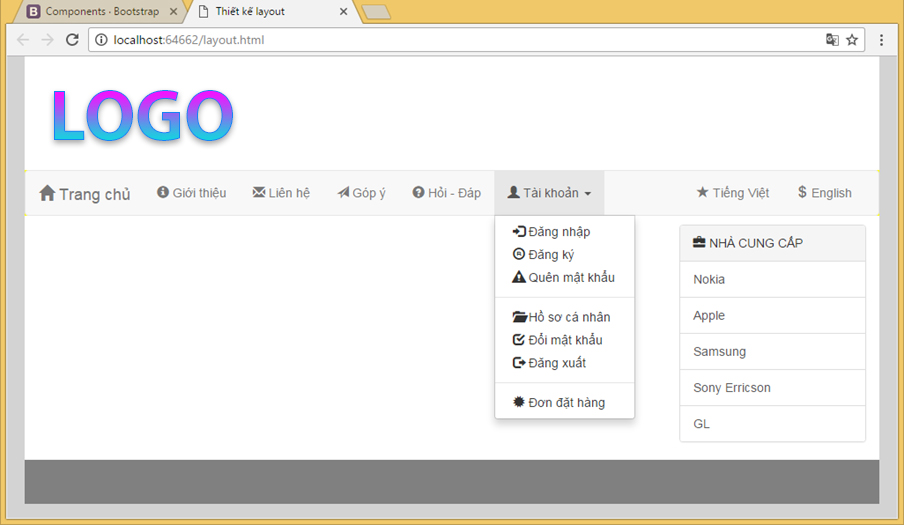 Components - Bootstrap
Thiết kế layout
localhost:64662/layout.html
LOGO
Trang chủ Giới thiệu Liên hệ Góp ý Hỏi - Đáp Tài khoản Tiếng Việt $ English
Đăng nhập
Đăng ký
Quên mật khẩu
Hồ sơ cá nhân
Đổi mật khẩu
Đăng xuất
Đơn đặt hàng
NHÀ CUNG CẤP
Nokia
Apple
Samsung
Sony Erricson
GL